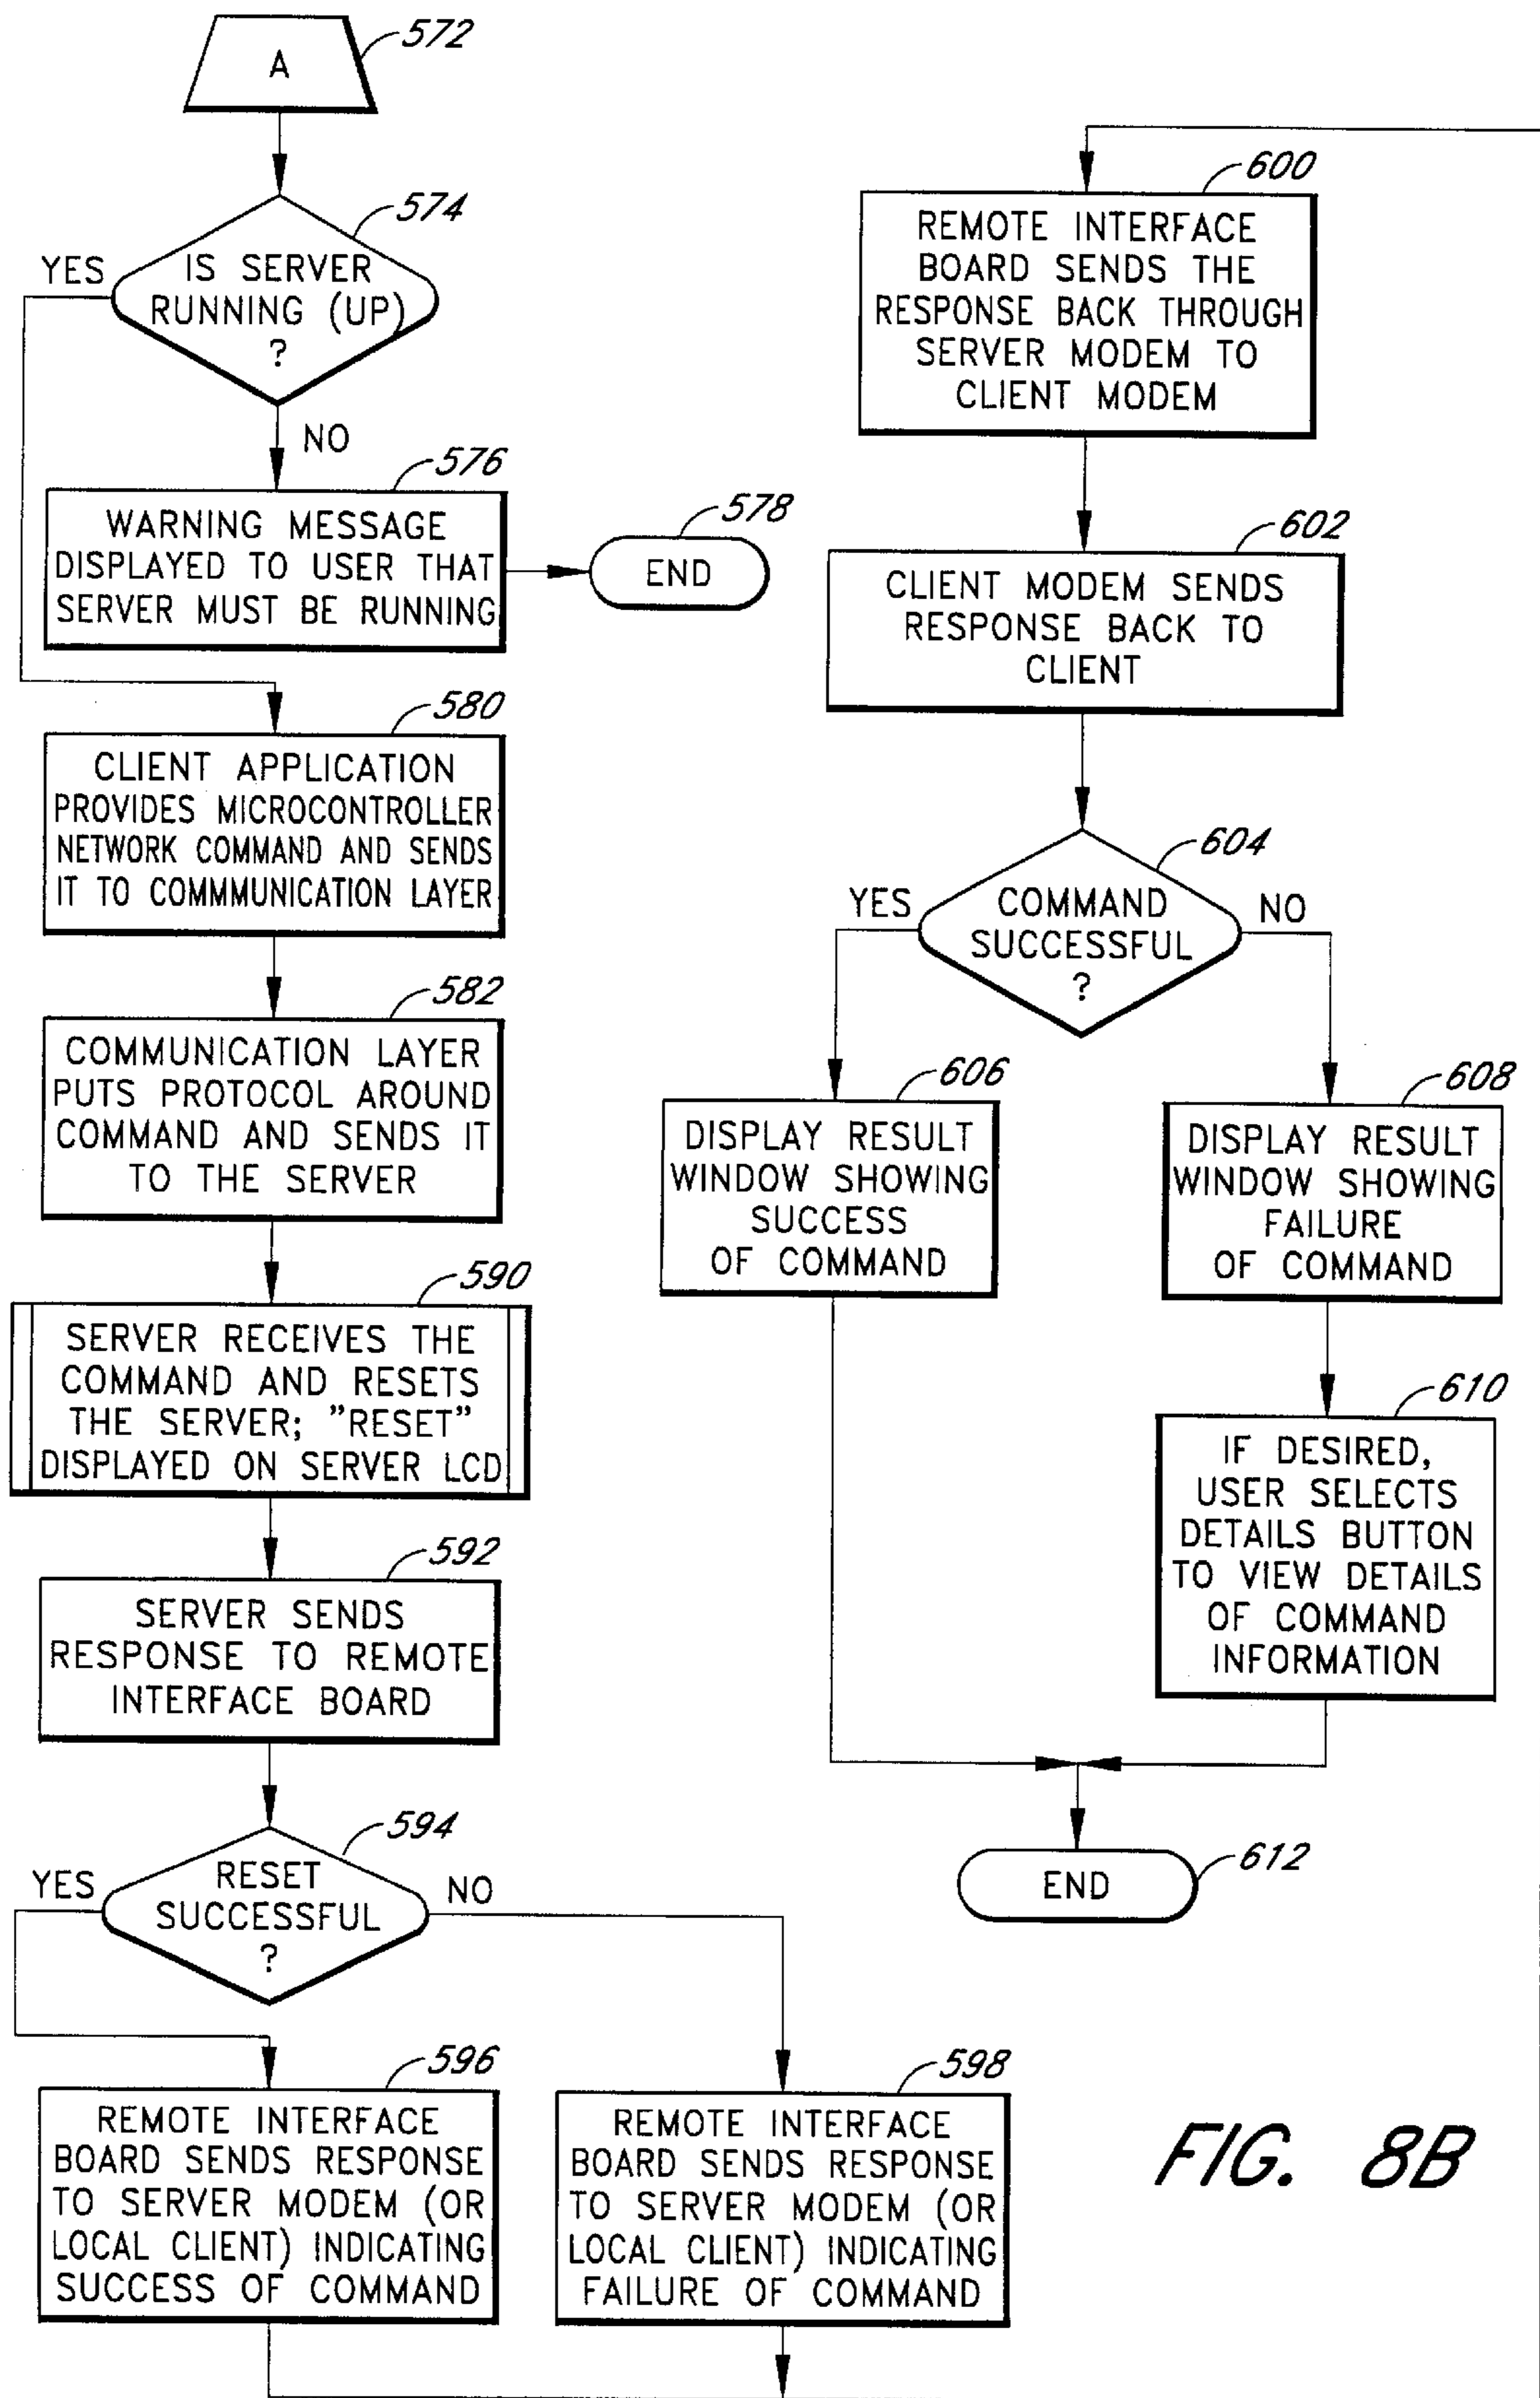 A
572
574
YES
IS SERVER
RUNNING (UP)
?
NO
576
WARNING MESSAGE
DISPLAYED TO USER THAT
SERVER MUST BE RUNNING
578
END
580
CLIENT APPLICATION
PROVIDES MICROCONTROLLER
NETWORK COMMAND AND SENDS
IT TO COMMMUNICATION LAYER
582
COMMUNICATION LAYER
PUTS PROTOCOL AROUND
COMMAND AND SENDS IT
TO THE SERVER
590
SERVER RECEIVES THE
COMMAND AND RESETS
THE SERVER; "RESET"
DISPLAYED ON SERVER LCD
592
SERVER SENDS
RESPONSE TO REMOTE
INTERFACE BOARD
594
YES
RESET
SUCCESSFUL
?
NO
596
REMOTE INTERFACE
BOARD SENDS RESPONSE
TO SERVER MODEM (OR
LOCAL CLIENT) INDICATING
SUCCESS OF COMMAND
598
REMOTE INTERFACE
BOARD SENDS RESPONSE
TO SERVER MODEM (OR
LOCAL CLIENT) INDICATING
FAILURE OF COMMAND
600
REMOTE INTERFACE
BOARD SENDS THE
RESPONSE BACK THROUGH
SERVER MODEM TO
CLIENT MODEM
602
CLIENT MODEM SENDS
RESPONSE BACK TO
CLIENT
604
YES
COMMAND
SUCCESSFUL
?
NO
606
DISPLAY RESULT
WINDOW SHOWING
SUCCESS
OF COMMAND
608
DISPLAY RESULT
WINDOW SHOWING
FAILURE
OF COMMAND
610
IF DESIRED,
USER SELECTS
DETAILS BUTTON
TO VIEW DETAILS
OF COMMAND
INFORMATION
612
END
FIG. 8B